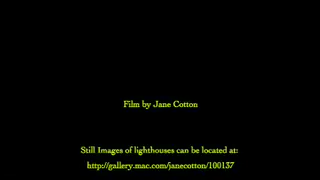 Film by Jane Cotton
Still Images of lighthouses can be located at:
http://gallery.mac.com/janecotton/100137